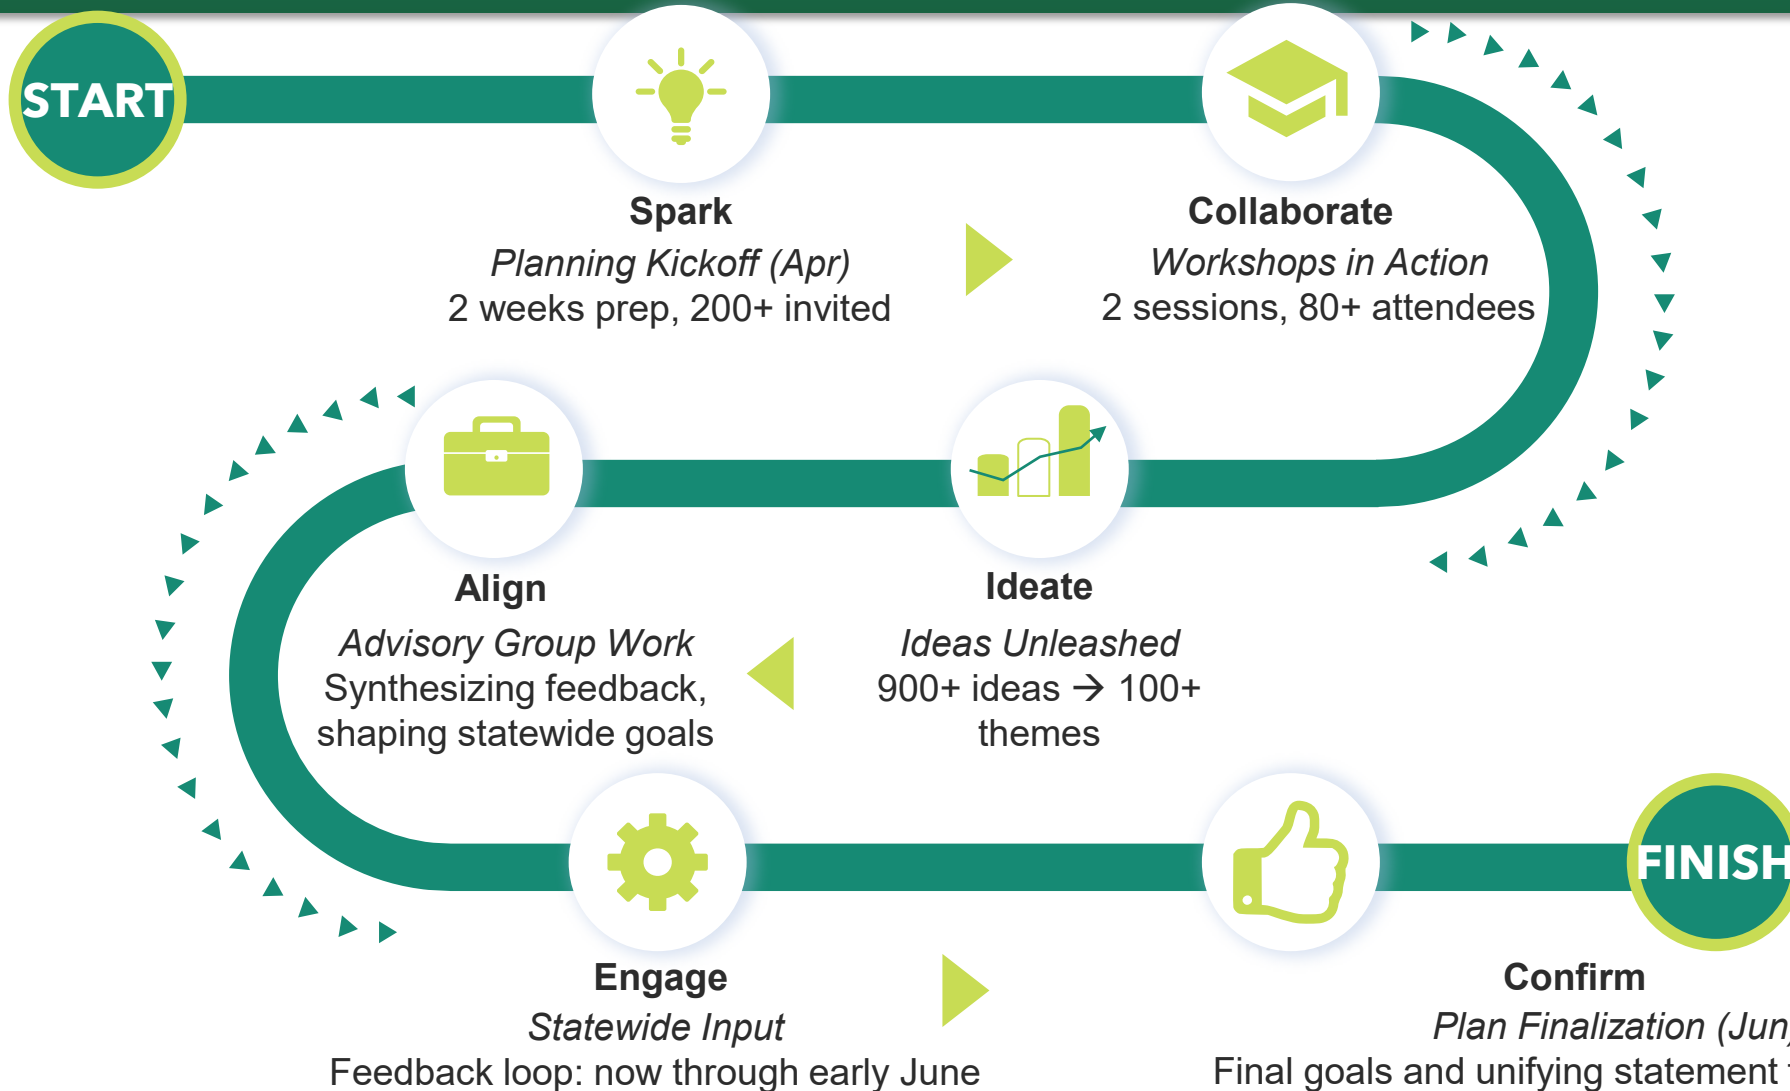 START
Spark
Planning Kickoff (Apr)
2 weeks prep, 200+ invited
Collaborate
Workshops in Action
2 sessions, 80+ attendees
Ideate
Ideas Unleashed
900+ ideas → 100+
themes
Align
Advisory Group Work
Synthesizing feedback,
shaping statewide goals
Engage
Statewide Input
Feedback loop: now through early June
Confirm
Plan Finalization (Jun)
Final goals and unifying statement
FINISH